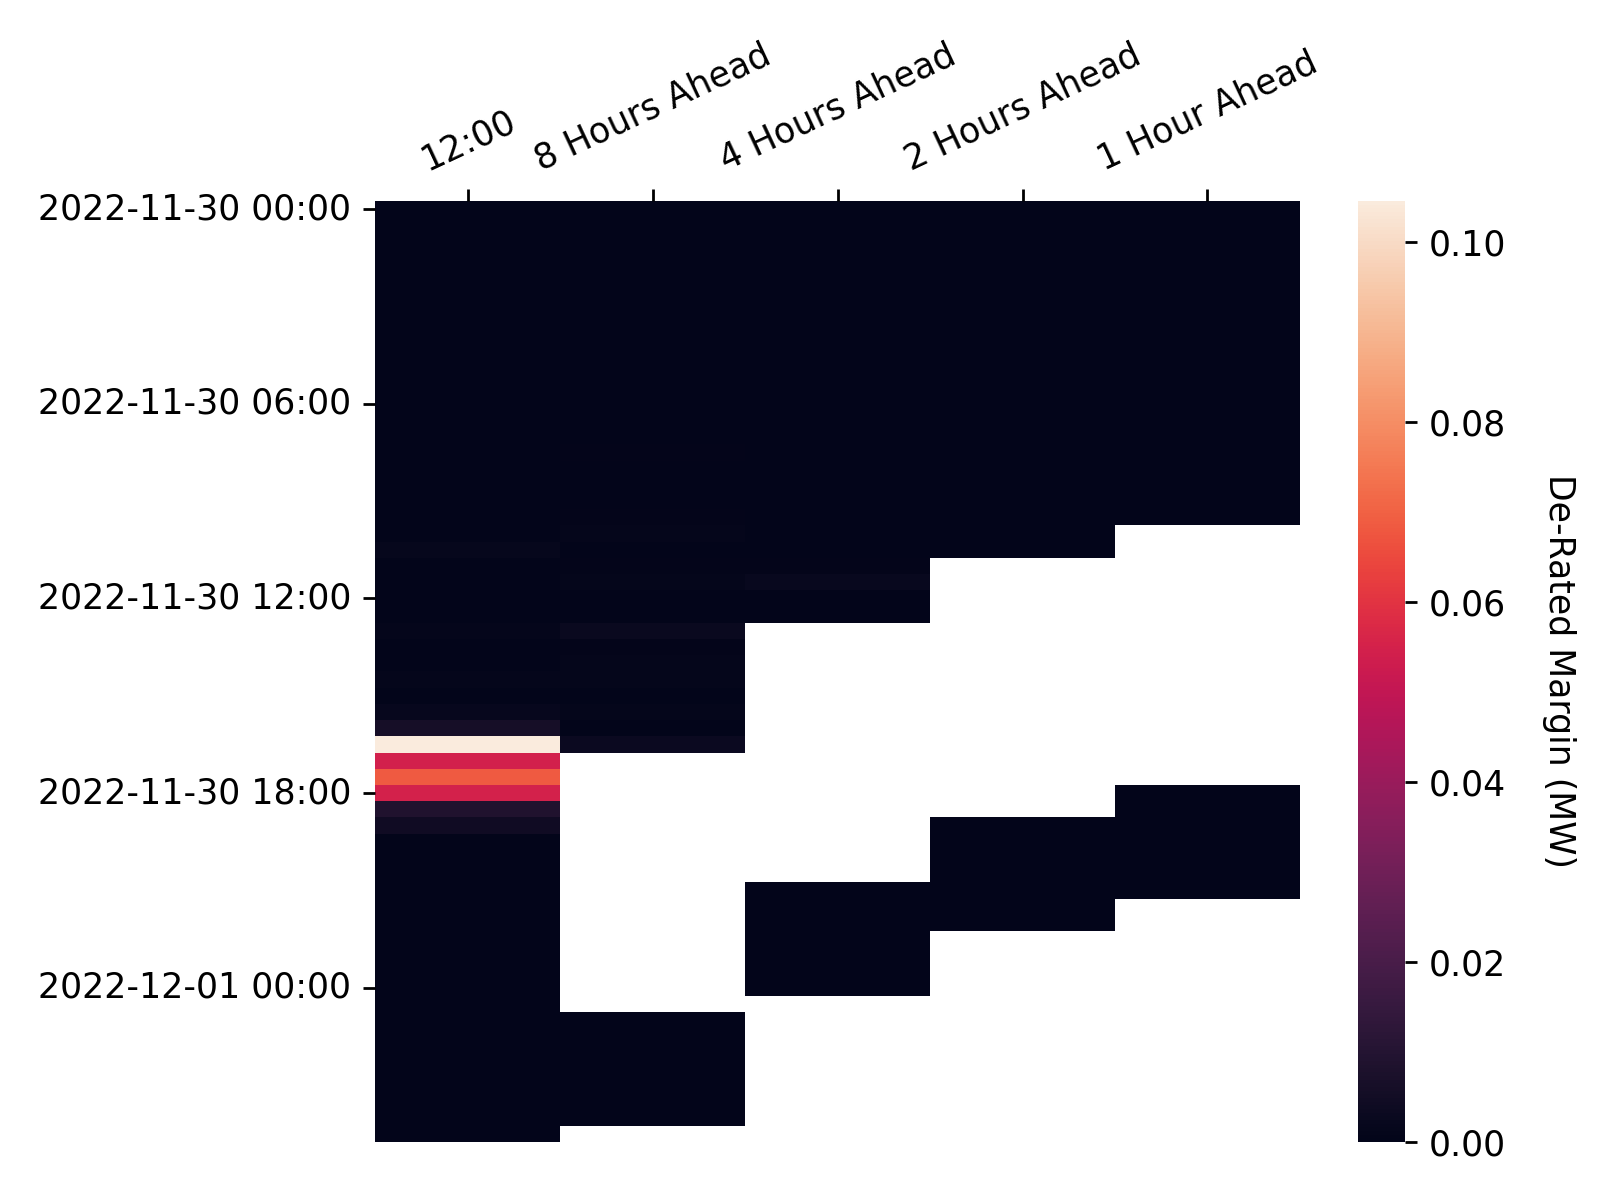 12:00
8 Hours Ahead
4 Hours Ahead
2 Hours Ahead
1 Hour Ahead
2022-11-30 00:00
2022-11-30 06:00
2022-11-30 12:00
2022-11-30 18:00
2022-12-01 00:00
0.10
0.08
0.06
0.04
0.02
0.00
De-Rated Margin (MW)